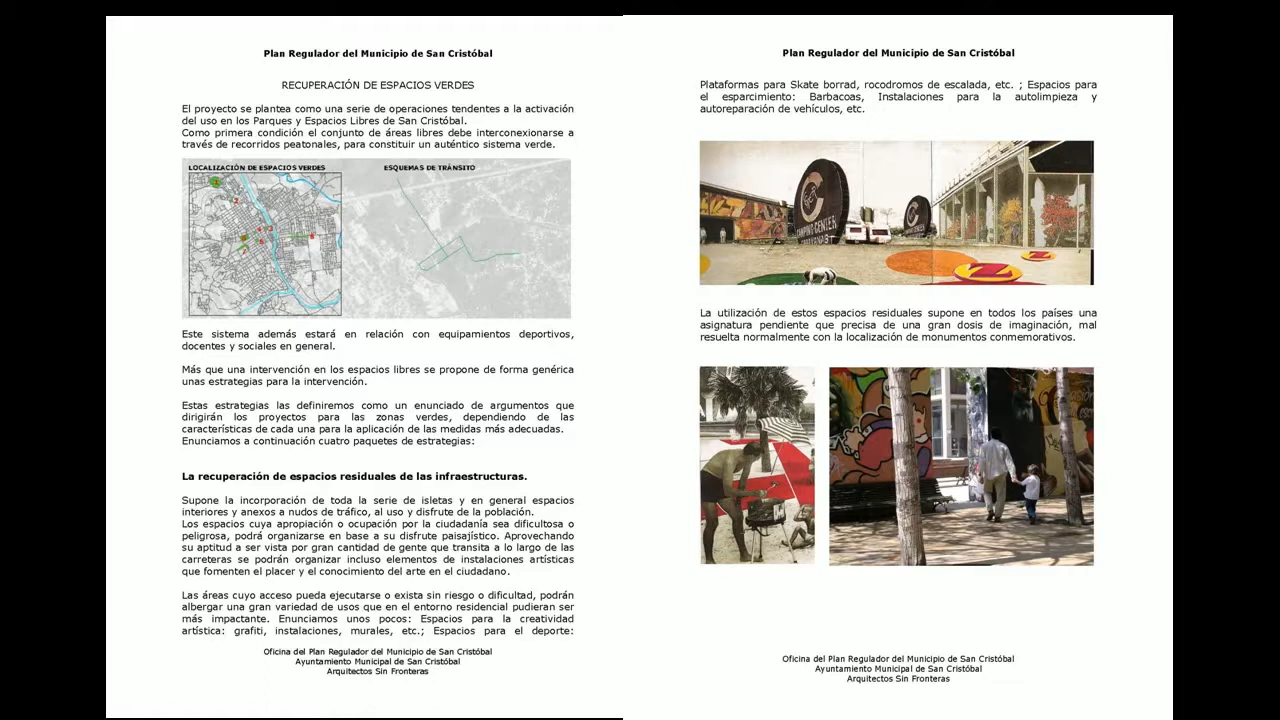 Plan Regulador del Municipio de San Cristóbal
RECUPERACIÓN DE ESPACIOS VERDES
El proyecto se plantea como una serie de operaciones tendentes a la activación
del uso en los Parques y Espacios Libres de San Cristóbal.
Como primera condición el conjunto de áreas libres debe interconexionarse a
través de recorridos peatonales, para constituir un auténtico sistema verde.
LOCALIZACIÓN DE ESPACIOS VERDES
ESQUEMAS DE TRÁNSITO
Este sistema además estará en relación con equipamientos deportivos,
docentes y sociales en general.
Más que una intervención en los espacios libres se propone de forma genérica
unas estrategias para la intervención.
Estas estrategias las definiremos como un enunciado de argumentos que
dirigirán los proyectos para las zonas verdes, dependiendo de las
características de cada una para la aplicación de las medidas más adecuadas.
Enunciamos a continuación cuatro paquetes de estrategias:
La recuperación de espacios residuales de las infraestructuras.
Supone la incorporación de toda la serie de isletas y en general espacios
interiores y anexos a nudos de tráfico, al uso y disfrute de la población.
Los espacios cuya apropiación o ocupación por la ciudadanía sea dificultosa o
peligrosa, podrá organizarse en base a su disfrute paisajístico. Aprovechando
su aptitud a ser vista por gran cantidad de gente que transita a lo largo de las
carreteras se podrán organizar incluso elementos de instalaciones artísticas
que fomenten el placer y el conocimiento del arte en el ciudadano.
Las áreas cuyo acceso pueda ejecutarse o exista sin riesgo o dificultad, podrán
albergar una gran variedad de usos que en el entorno residencial pudieran ser
más impactante. Enunciamos unos pocos: Espacios para la creatividad
artística: grafiti, instalaciones, murales, etc.; Espacios para el deporte:
Oficina del Plan Regulador del Municipio de San Cristóbal
Ayuntamiento Municipal de San Cristóbal
Arquitectos Sin Fronteras
Plan Regulador del Municipio de San Cristóbal
Plataformas para Skate borrad, rocodromos de escalada, etc. ; Espacios para
el esparcimiento: Barbacoas, Instalaciones para la autolimpieza y
autoreparación de vehículos, etc.
CAMPING CENTER
La utilización de estos espacios residuales supone en todos los países una
asignatura pendiente que precisa de una gran dosis de imaginación, mal
resuelta normalmente con la localización de monumentos conmemorativos.
Oficina del Plan Regulador del Municipio de San Cristóbal
Ayuntamiento Municipal de San Cristóbal
Arquitectos Sin Fronteras